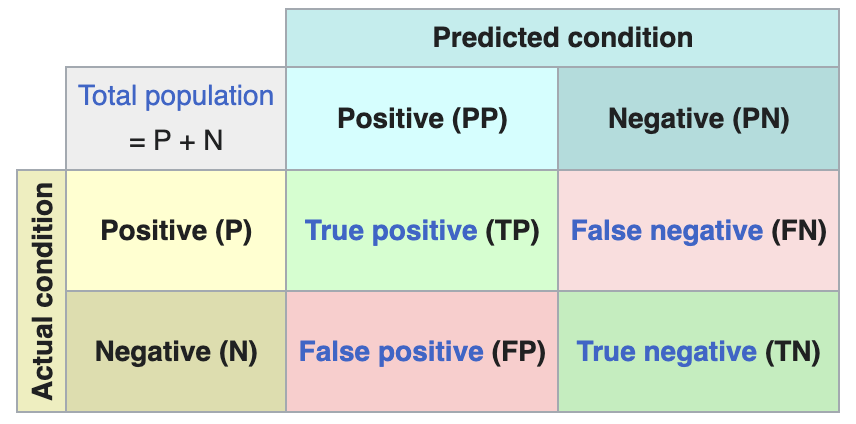 Predicted condition
Total population
= P + N
Positive (PP)
Negative (PN)
Actual condition
Positive (P)
True positive (TP)
False negative (FN)
Negative (N)
False positive (FP)
True negative (TN)